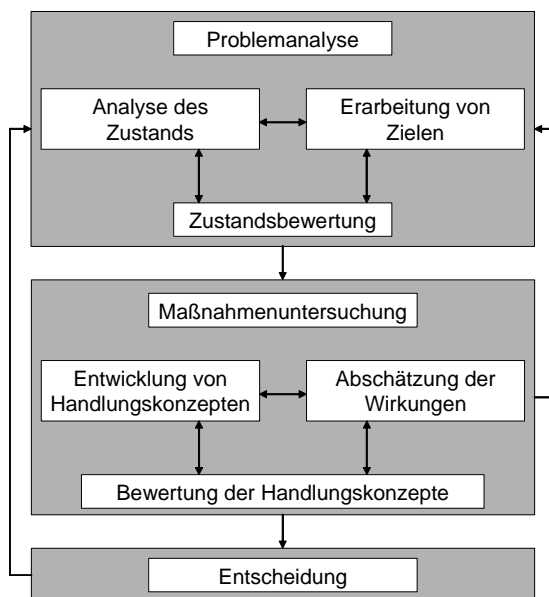 Problemanalyse
Analyse des
Zustands
Erarbeitung von
Zielen
Zustandsbewertung
Maßnahmenuntersuchung
Entwicklung von
Handlungskonzepten
Abschätzung der
Wirkungen
Bewertung der Handlungskonzepte
Entscheidung